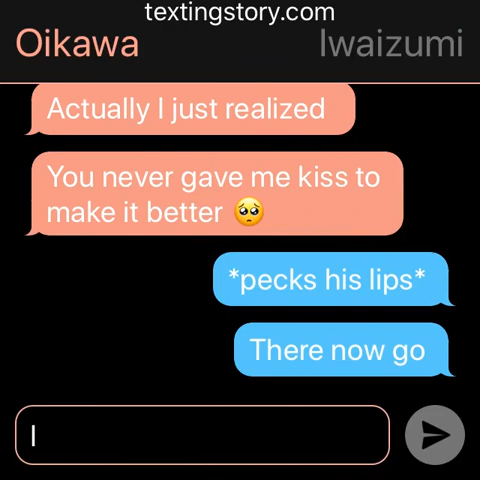 textingstory.com
Oikawa Iwaizumi
Actually I just realized
You never gave me kiss to
make it better 🥺
*pecks his lips*
There now go